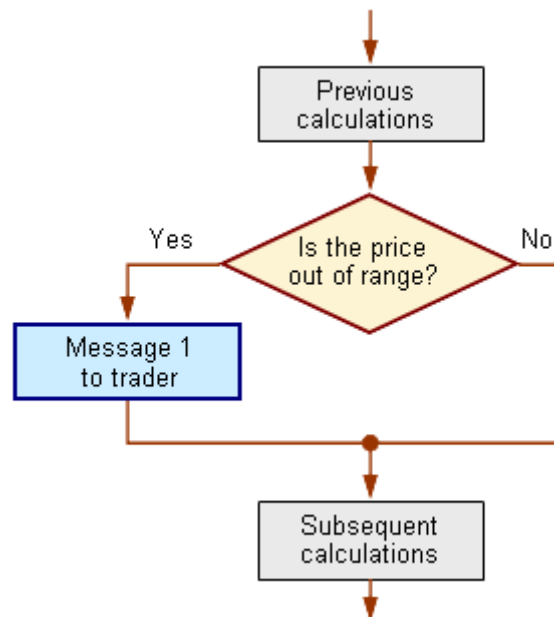 Previous
calculations
Yes
Is the price
out of range?
No
Message 1
to trader
Subsequent
calculations